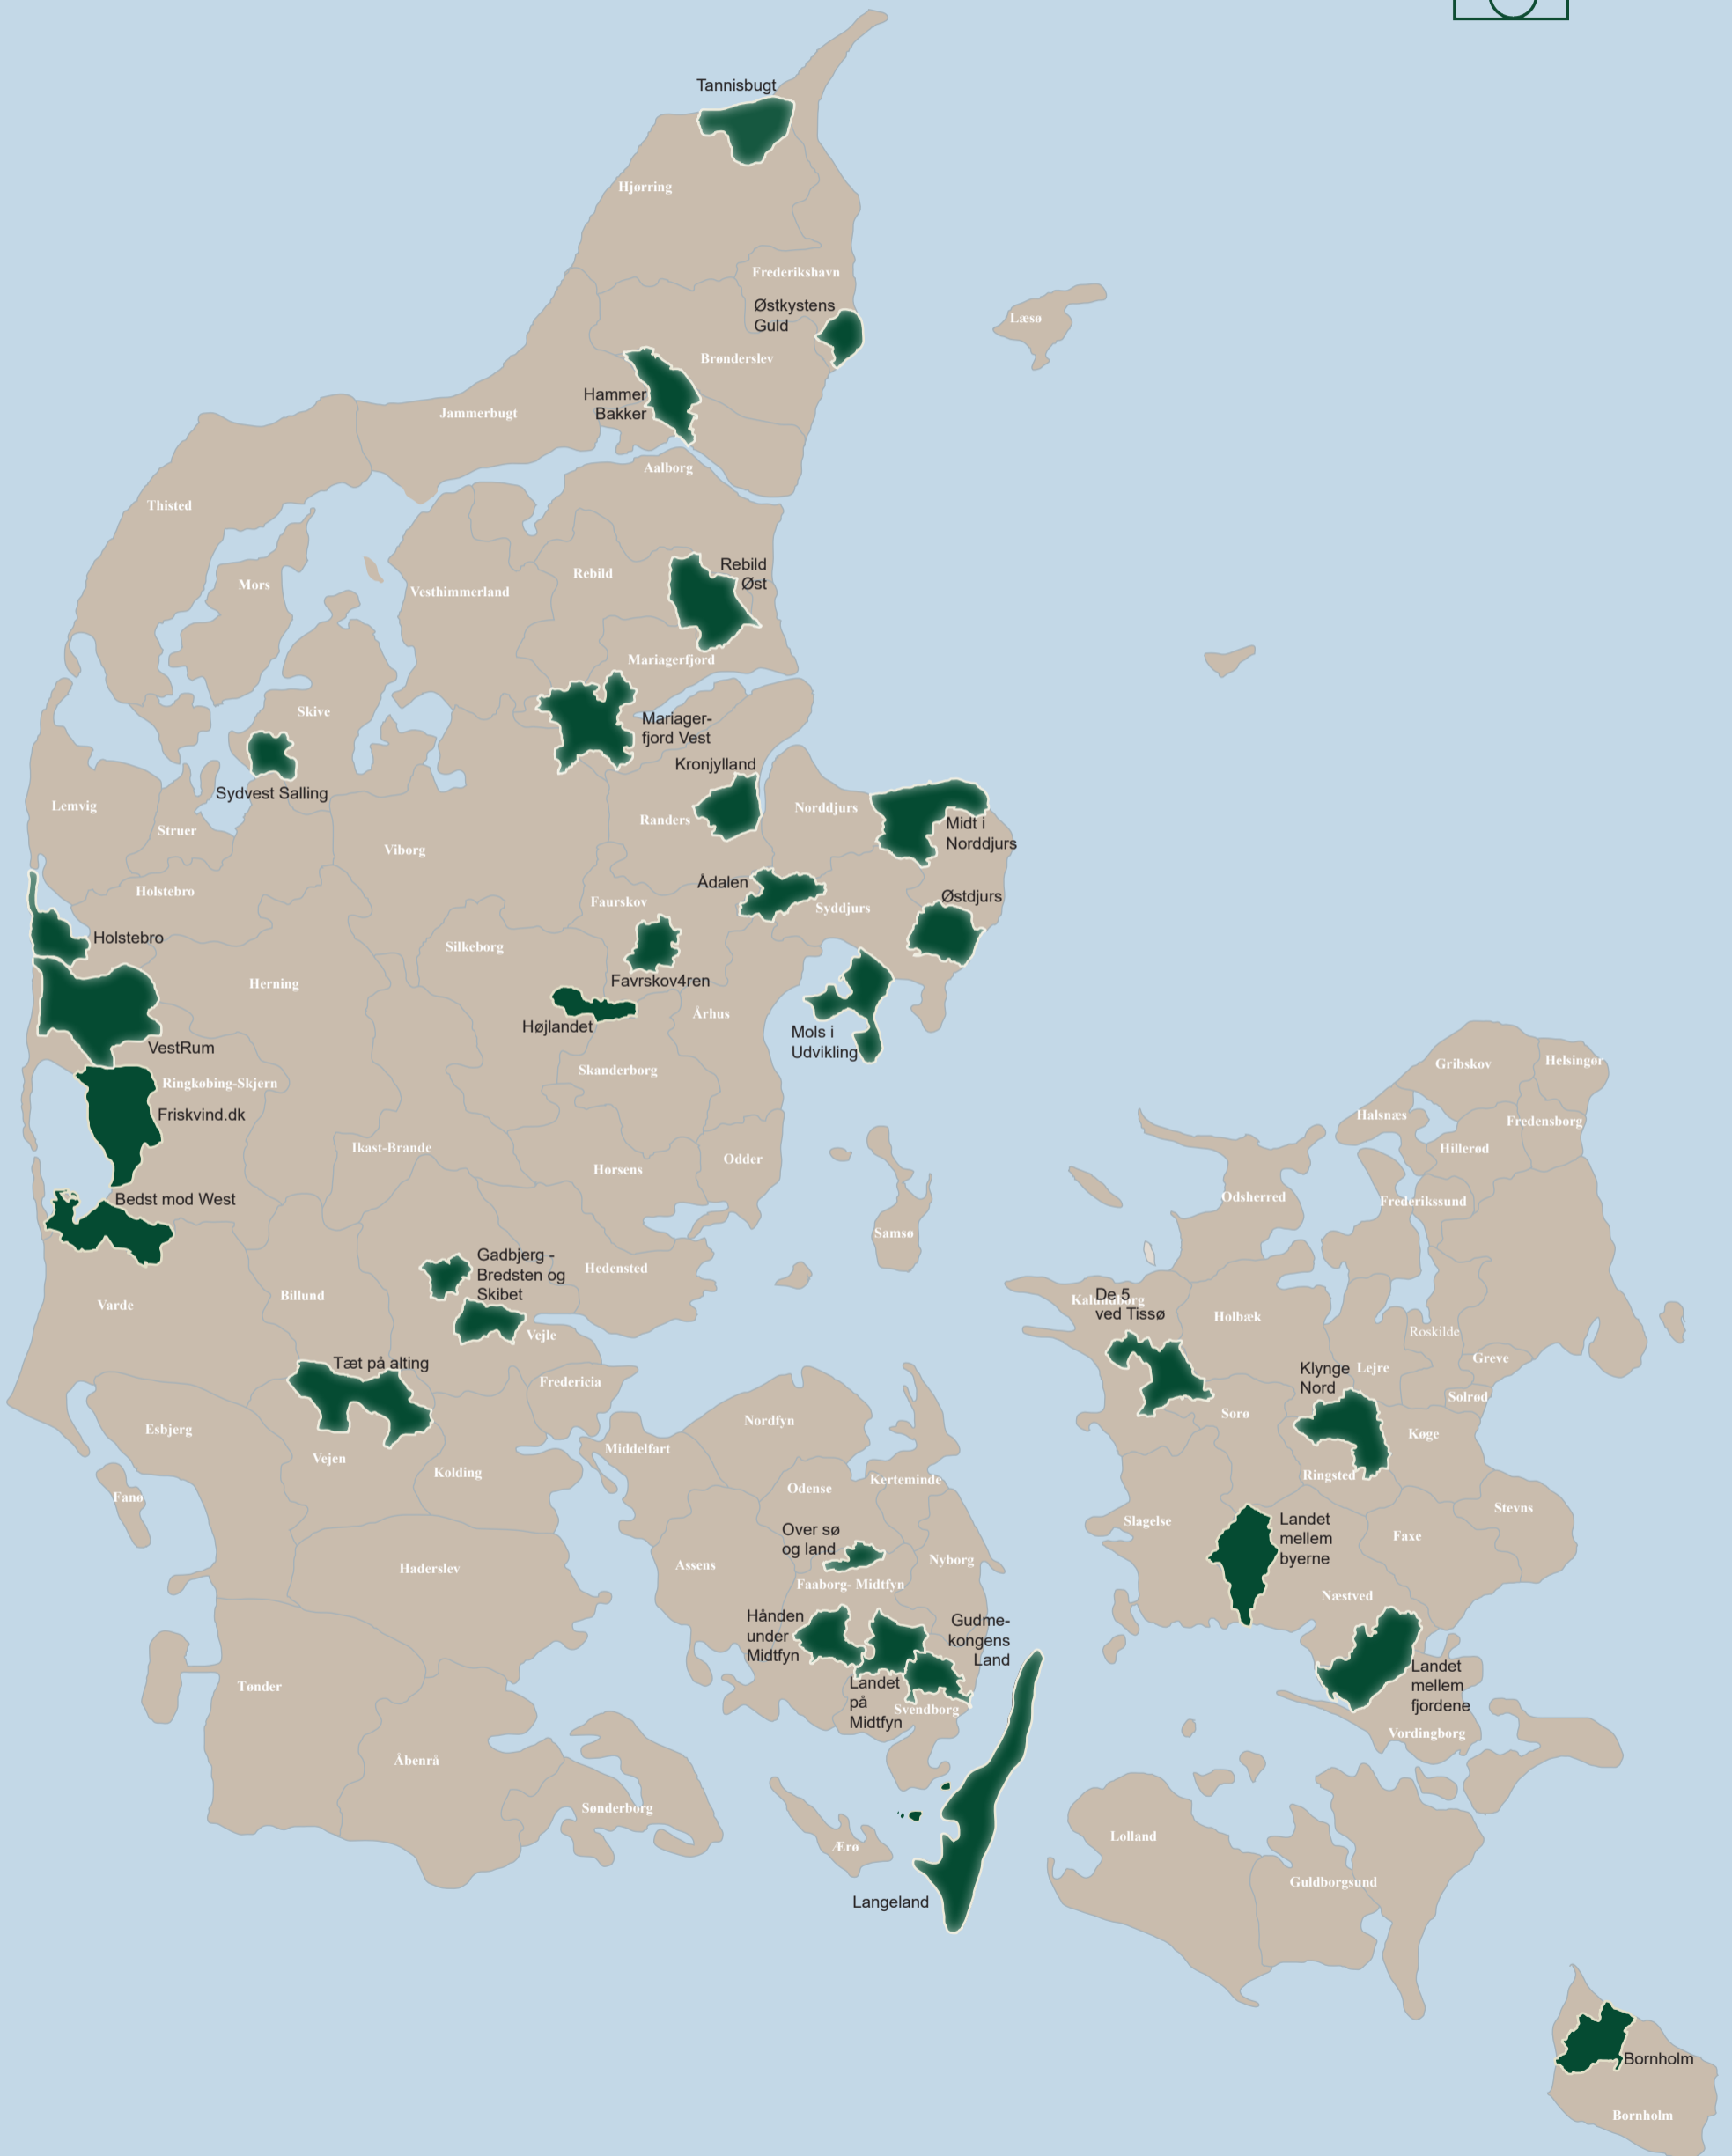 Tannisbugt
Hjørring
Frederikshavn
Østkystens
Guld
Læsø
Brønderslev
Hammer
Bakker
Jammerbugt
Aalborg
Thisted
Rebild
Øst
Rebild
Mors
Vesthimmerland
Mariagerfjord
Skive
Mariager-
fjord Vest
Kronjylland
Sydvest Salling
Lemvig
Randers
Norddjurs
Midt i
Norddjurs
Struer
Viborg
Ådalen
Holstebro
Faurskov
Syddjurs
Østdjurs
Holstebro
Silkeborg
Favrskov4ren
Herning
Højlandet
Århus
Mols i
Udvikling
VestRum
Skanderborg
Ringkøbing-Skjern
Friskvind.dk
Gribskov
Helsingør
Halsnæs
Fredensborg
Hillerød
Ikast-Brande
Horsens
Odder
Bedst mod West
Odsherred
Frederikssund
Samsø
Gadbjerg -
Bredsten og
Skibet
Hedensted
Billund
Varde
Vejle
Kalundborg
De 5
ved Tissø
Holbæk
Roskilde
Greve
Lejre
Klynge
Nord
Solrød
Tæt på alting
Fredericia
Sorø
Køge
Nordfyn
Esbjerg
Vejen
Middelfart
Kolding
Ringsted
Odense
Kerteminde
Fanø
Stevns
Slagelse
Landet
mellem
byerne
Faxe
Over sø
og land
Nyborg
Assens
Haderslev
Faaborg- Midtfyn
Næstved
Hånden
under
Midtfyn
Gudme-
kongens
Land
Landet
på
Midtfyn
Svendborg
Landet
mellem
fjordene
Vordingborg
Tønder
Åbenrå
Sønderborg
Ærø
Lolland
Guldborgsund
Langeland
Bornholm
Bornholm